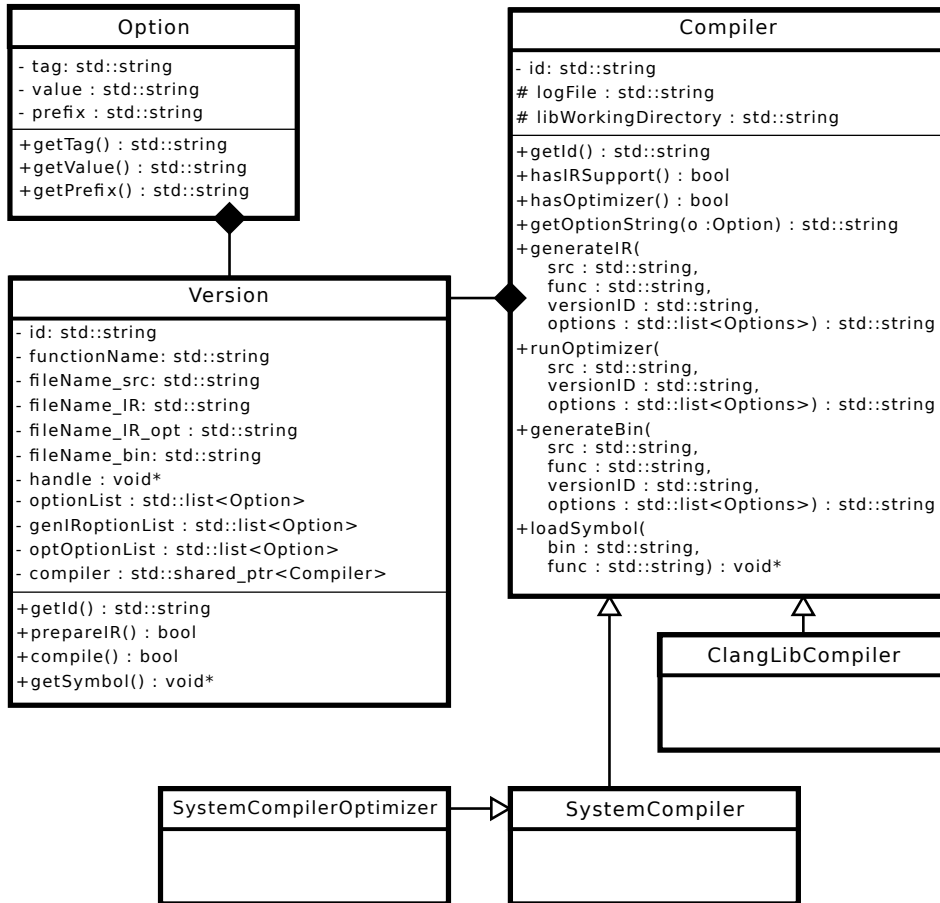 Option
- tag: std::string
- value : std::string
- prefix : std::string
+getTag() : std::string
+getValue() : std::string
+getPrefix() : std::string
Version
- id: std::string
- functionName: std::string
- fileName_src: std::string
- fileName_IR: std::string
- fileName_IR_opt : std::string
- fileName_bin: std::string
- handle : void*
- optionList : std::list<Option>
- genIRoptionList : std::list<Option>
- optOptionList : std::list<Option>
- compiler : std::shared_ptr<Compiler>
+getId() : std::string
+prepareIR() : bool
+compile() : bool
+getSymbol() : void*
Compiler
- id: std::string
# logFile : std::string
# libWorkingDirectory : std::string
+getId() : std::string
+hasIRSupport() : bool
+hasOptimizer() : bool
+getOptionString(o :Option) : std::string
+generateIR(
src : std::string,
func : std::string,
versionID : std::string,
options : std::list<Options>) : std::string
+runOptimizer(
src : std::string,
versionID : std::string,
options : std::list<Options>) : std::string
+generateBin(
src : std::string,
func : std::string,
versionID : std::string,
options : std::list<Options>) : std::string
+loadSymbol(
bin : std::string,
func : std::string) : void*
ClangLibCompiler
SystemCompilerOptimizer
SystemCompiler